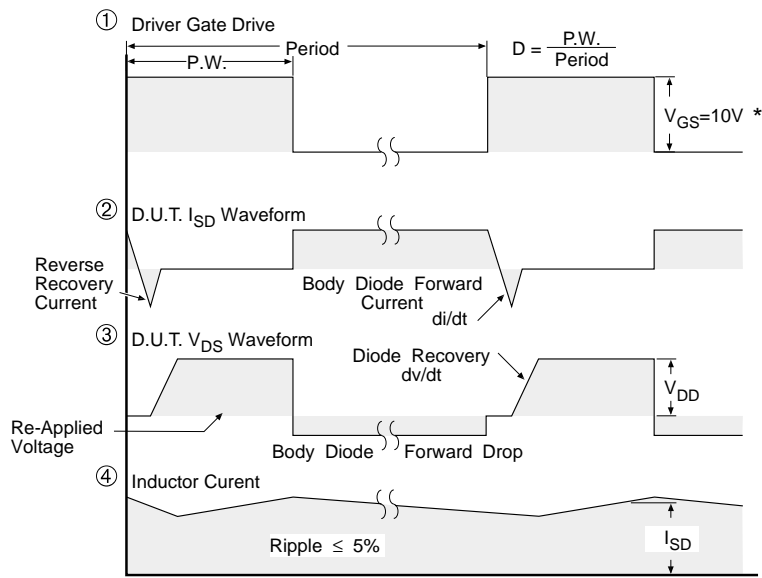 ① Driver Gate Drive
P.W.
Period
D = P.W.
Period
V_GS=10V *
② D.U.T. I_SD Waveform
Reverse
Recovery
Current
Body Diode Forward
Current
di/dt
③ D.U.T. V_DS Waveform
Diode Recovery
dv/dt
V_DD
Re-Applied
Voltage
Body Diode Forward Drop
④ Inductor Curent
Ripple ≤ 5%
I_SD